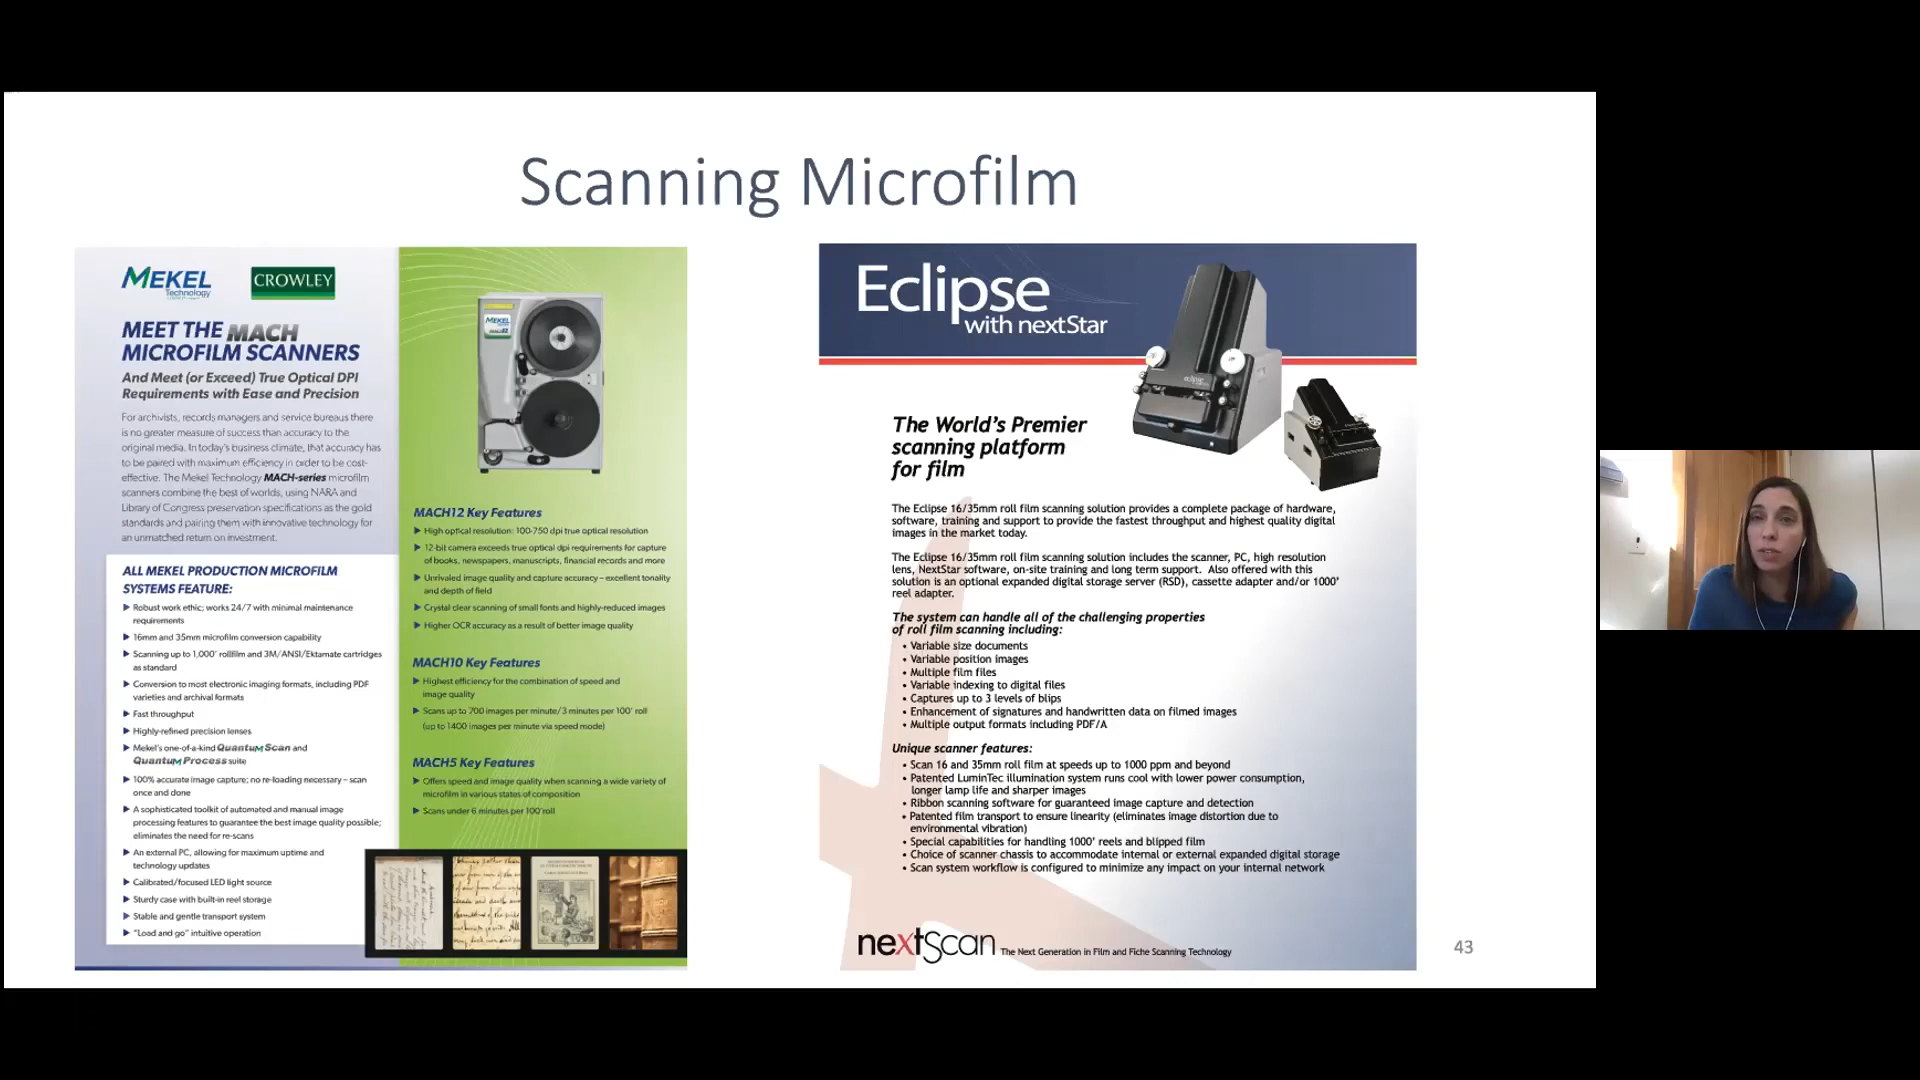 Scanning Microfilm
MEKEL
Technology
CROWLEY
MEET THE MACH
MICROFILM SCANNERS
And Meet (or Exceed) True Optical DPI
Requirements with Ease and Precision
For archivists, records managers and service bureaus there
is no greater measure of success than accuracy to the
original media. In today's business climate, that accuracy has
to be paired with maximum efficiency in order to be cost-
effective. The Mekel Technology MACH-series microfilm
scanners combine the best of worlds, using NARA and
Library of Congress preservation specifications as the gold
standards and pairing them with innovative technology for
an unmatched return on investment.
ALL MEKEL PRODUCTION MICROFILM
SYSTEMS FEATURE:
Robust work ethic; works 24/7 with minimal maintenance
requirements
16mm and 35mm microfilm conversion capability
Scanning up to 1,000' rollfilm and 3M/ANSI/Ektamate cartridges
as standard
Conversion to most electronic imaging formats, including PDF
varieties and archival formats
Fast throughput
Highly-refined precision lenses
Mekel's one-of-a-kind QuantuM Scan and
QuantuM Process suite
100% accurate image capture; no re-loading necessary – scan
once and done
A sophisticated toolkit of automated and manual image
processing features to guarantee the best image quality possible;
eliminates the need for re-scans
An external PC, allowing for maximum uptime and
technology updates
Calibrated/focused LED light source
Sturdy case with built-in reel storage
Stable and gentle transport system
"Load and go" intuitive operation
MEKEL
MACH12 Key Features
High optical resolution: 100-750 dpi true optical resolution
12-bit camera exceeds true optical dpi requirements for capture
of books, newspapers, manuscripts, financial records and more
Unrivaled image quality and capture accuracy – excellent tonality
and depth of field
Crystal clear scanning of small fonts and highly-reduced images
Higher OCR accuracy as a result of better image quality
MACH10 Key Features
Highest efficiency for the combination of speed and
image quality
Scans up to 700 images per minute/3 minutes per 100' roll
(up to 1400 images per minute via speed mode)
MACH5 Key Features
Offers speed and image quality when scanning a wide variety of
microfilm in various states of composition
Scans under 6 minutes per 100' roll
Eclipse
with nextStar
eclipse
The World's Premier
scanning platform
for film
The Eclipse 16/35mm roll film scanning solution provides a complete package of hardware,
software, training and support to provide the fastest throughput and highest quality digital
images in the market today.
The Eclipse 16/35mm roll film scanning solution includes the scanner, PC, high resolution
lens, NextStar software, on-site training and long term support. Also offered with this
solution is an optional expanded digital storage server (RSD), cassette adapter and/or 1000'
reel adapter.
The system can handle all of the challenging properties
of roll film scanning including:
• Variable size documents
• Variable position images
• Multiple film files
• Variable indexing to digital files
• Captures up to 3 levels of blips
• Enhancement of signatures and handwritten data on filmed images
• Multiple output formats including PDF/A
Unique scanner features:
• Scan 16 and 35mm roll film at speeds up to 1000 ppm and beyond
• Patented LuminTec illumination system runs cool with lower power consumption,
longer lamp life and sharper images
• Ribbon scanning software for guaranteed image capture and detection
• Patented film transport to ensure linearity (eliminates image distortion due to
environmental vibration)
• Special capabilities for handling 1000' reels and blipped film
• Choice of scanner chassis to accommodate internal or external expanded digital storage
• Scan system workflow is configured to minimize any impact on your internal network
nextScan The Next Generation in Film and Fiche Scanning Technology
43